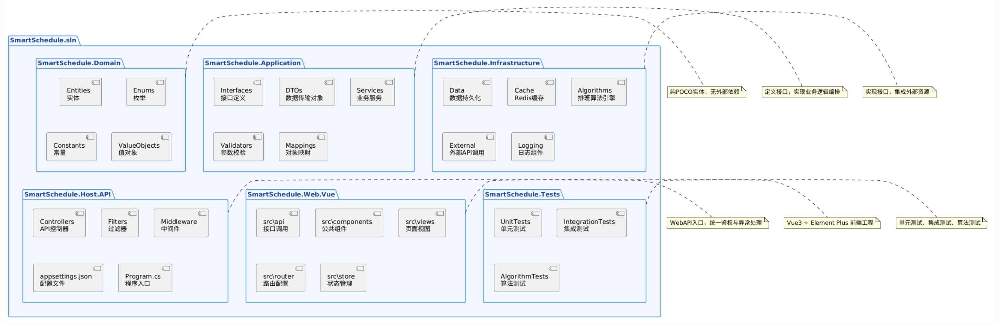 SmartSchedule.sln
SmartSchedule.Domain
Entities
实体
Enums
枚举
Constants
常量
ValueObjects
值对象
SmartSchedule.Application
Interfaces
接口定义
DTOs
数据传输对象
Services
业务服务
Validators
参数校验
Mappings
对象映射
SmartSchedule.Infrastructure
Data
数据持久化
Cache
Redis缓存
Algorithms
排班算法引擎
External
外部API调用
Logging
日志组件
纯POCO实体，无外部依赖
定义接口，实现业务逻辑编排
实现接口，集成外部资源
SmartSchedule.Host.API
Controllers
API控制器
Filters
过滤器
Middleware
中间件
appsettings.json
配置文件
Program.cs
程序入口
SmartSchedule.Web.Vue
src\api
接口调用
src\components
公共组件
src\views
页面视图
src\router
路由配置
src\store
状态管理
SmartSchedule.Tests
UnitTests
单元测试
IntegrationTests
集成测试
AlgorithmTests
算法测试
WebAPI入口，统一鉴权与异常处理
Vue3 + Element Plus 前端工程
单元测试、集成测试、算法测试